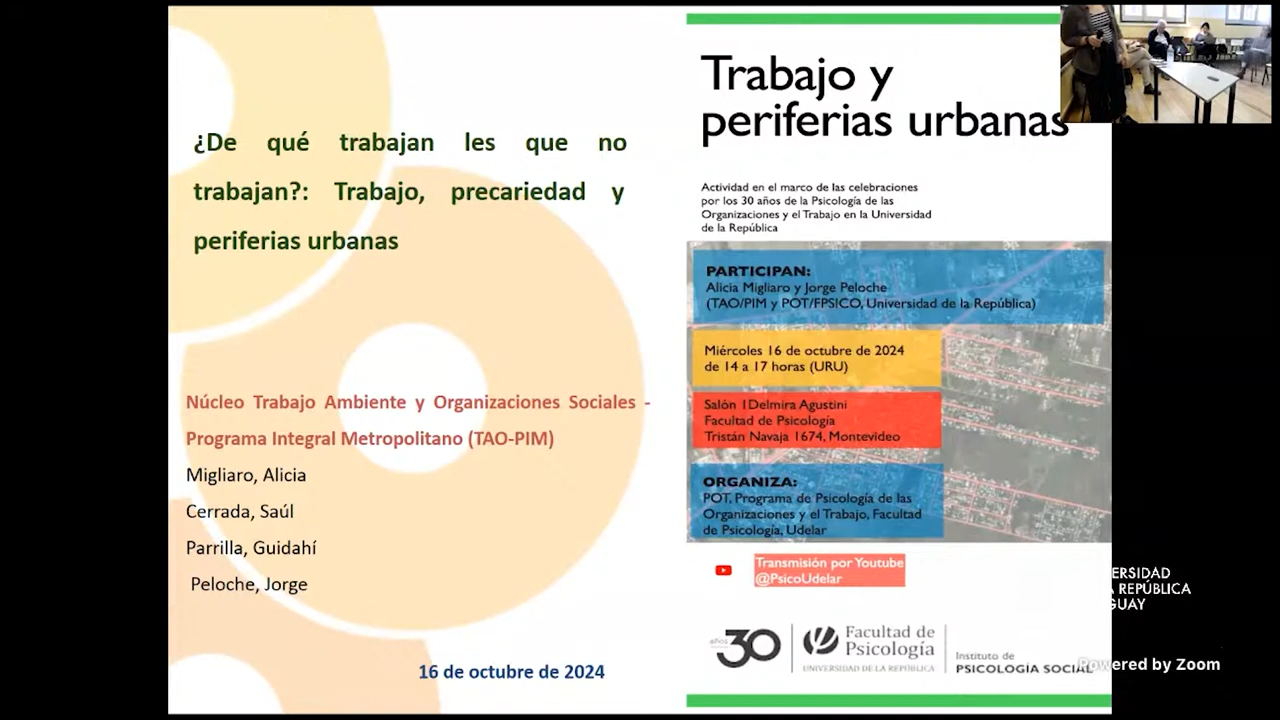 ¿De qué trabajan les que no
trabajan?: Trabajo, precariedad y
periferias urbanas
Núcleo Trabajo Ambiente y Organizaciones Sociales -
Programa Integral Metropolitano (TAO-PIM)
Migliaro, Alicia
Cerrada, Saúl
Parrilla, Guidahí
Peloche, Jorge
16 de octubre de 2024
Trabajo y
periferias urbanas
Actividad en el marco de las celebraciones
por los 30 años de la Psicología de las
Organizaciones y el Trabajo en la Universidad
de la República
PARTICIPAN:
Alicia Migliaro y Jorge Peloche
(TAO/PIM y POT/FPSICO, Universidad de la República)
Miércoles 16 de octubre de 2024
de 14 a 17 horas (URU)
Salón 1Delmira Agustini
Facultad de Psicología
Tristán Navaja 1674, Montevideo
ORGANIZA:
POT, Programa de Psicología de las
Organizaciones y el Trabajo, Facultad
de Psicología, Udelar
Transmisión por Youtube
@PsicoUdelar
años 30
Facultad de
Psicología
UNIVERSIDAD DE LA REPÚBLICA
Instituto de
PSICOLOGÍA SOCIAL
ERSIDAD
A REPÚBLICA
GUAY
Powered by Zoom